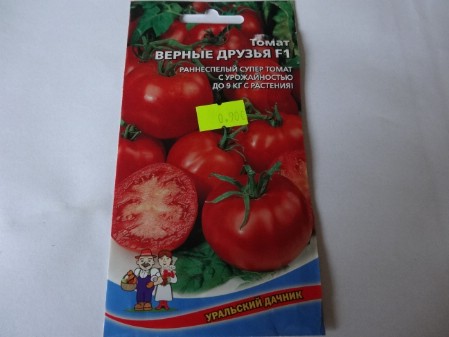 Томат
ВЕРНЫЕ ДРУЗЬЯ F1
РАННЕСПЕЛЫЙ СУПЕР ТОМАТ
С УРОЖАЙНОСТЬЮ
ДО 9 КГ С РАСТЕНИЯ!
УРАЛЬСКИЙ ДАЧНИК